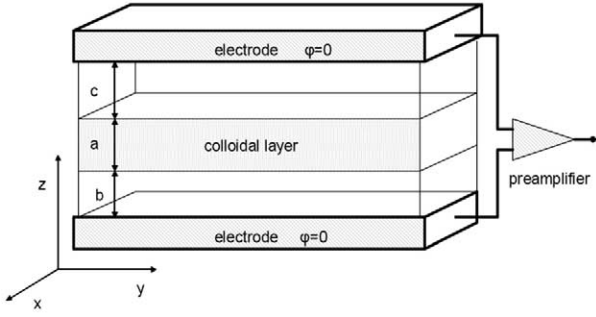 electrode φ=0
c
a
colloidal layer
z
b
preamplifier
electrode φ=0
x
y